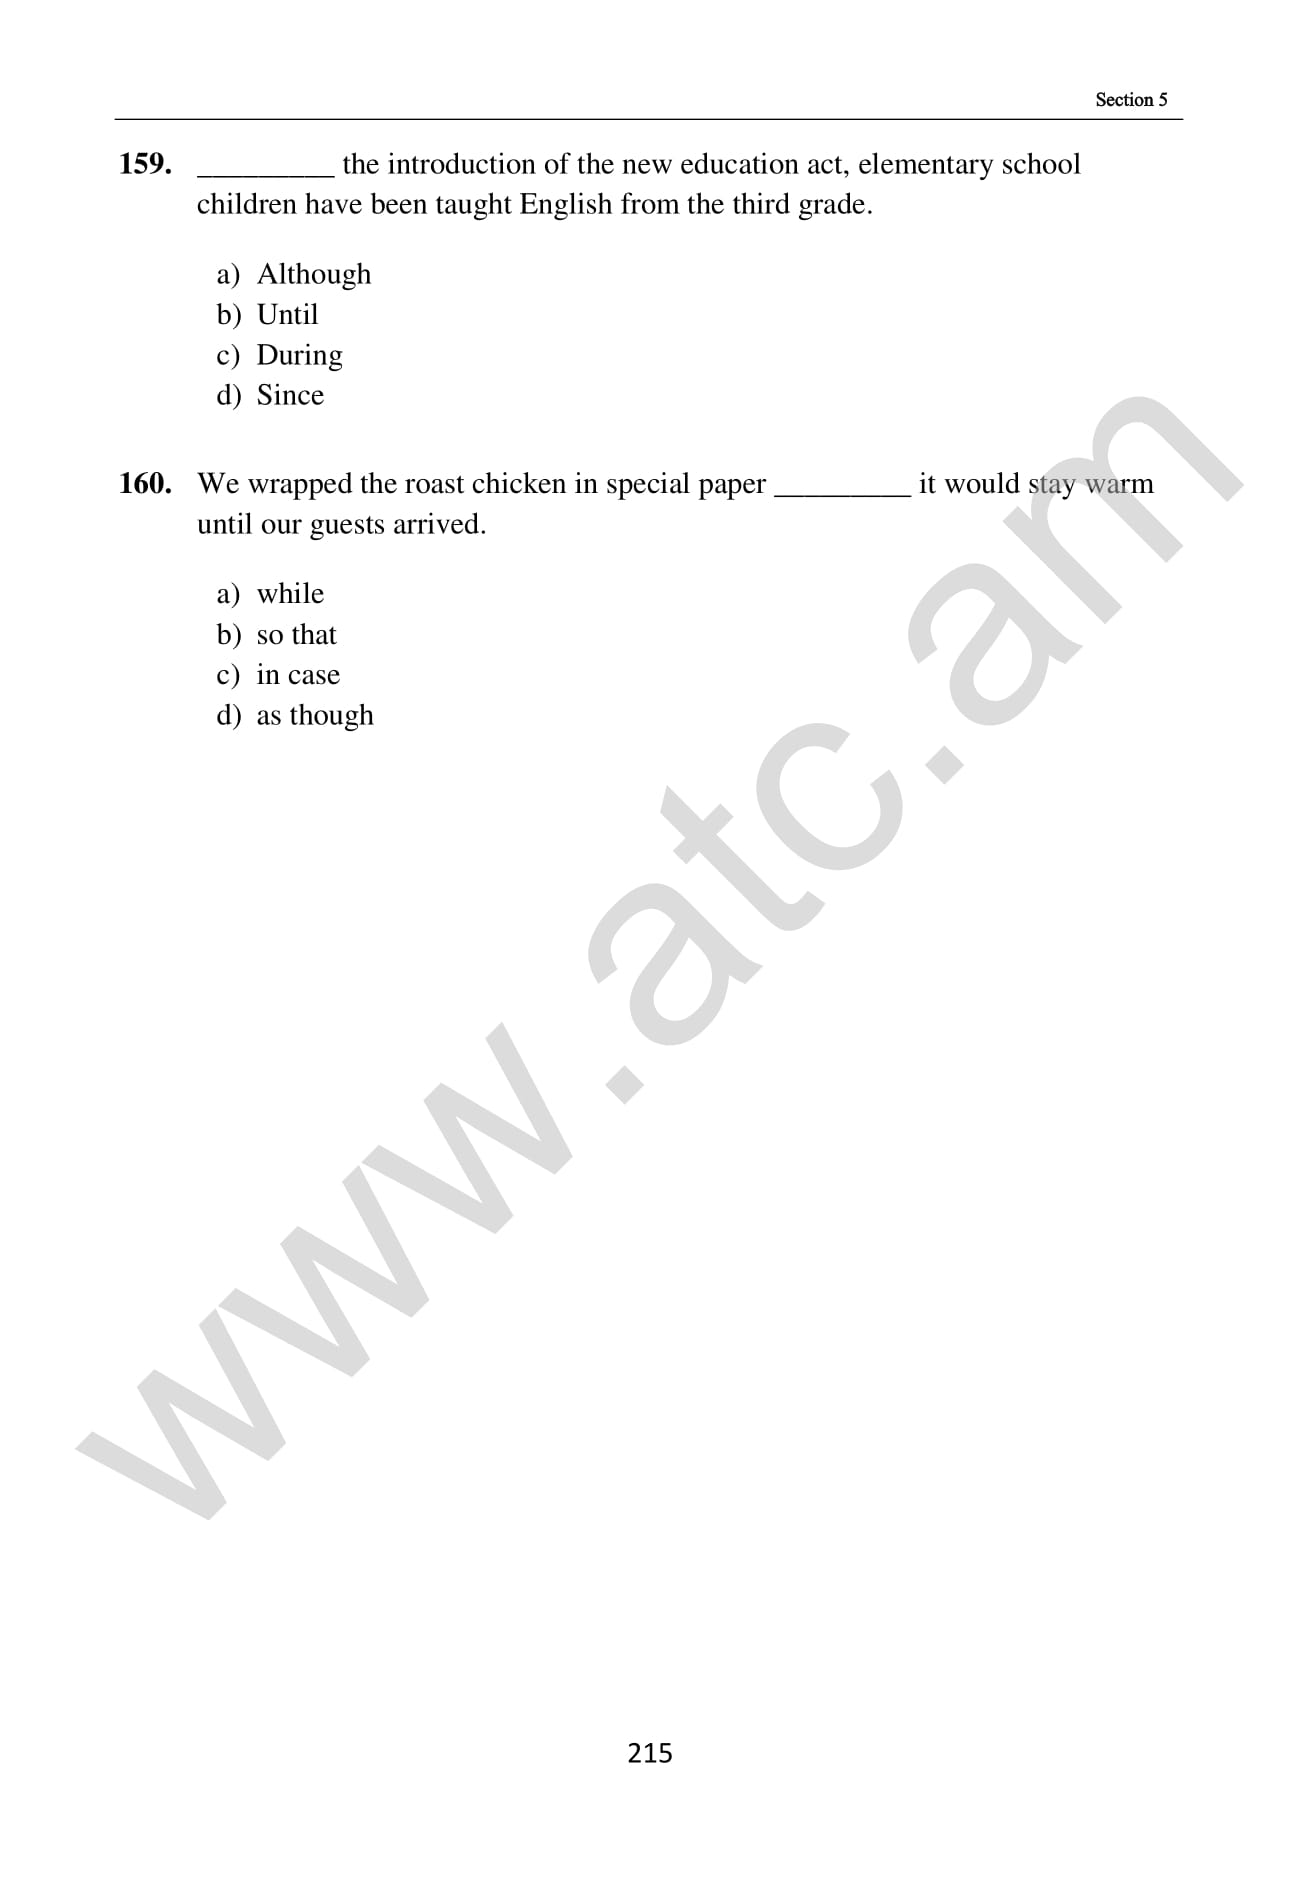 Section 5
159. _________ the introduction of the new education act, elementary school
children have been taught English from the third grade.
a) Although
b) Until
c) During
d) Since
160. We wrapped the roast chicken in special paper _________ it would stay warm
until our guests arrived.
a) while
b) so that
c) in case
d) as though
www.atc.am
215